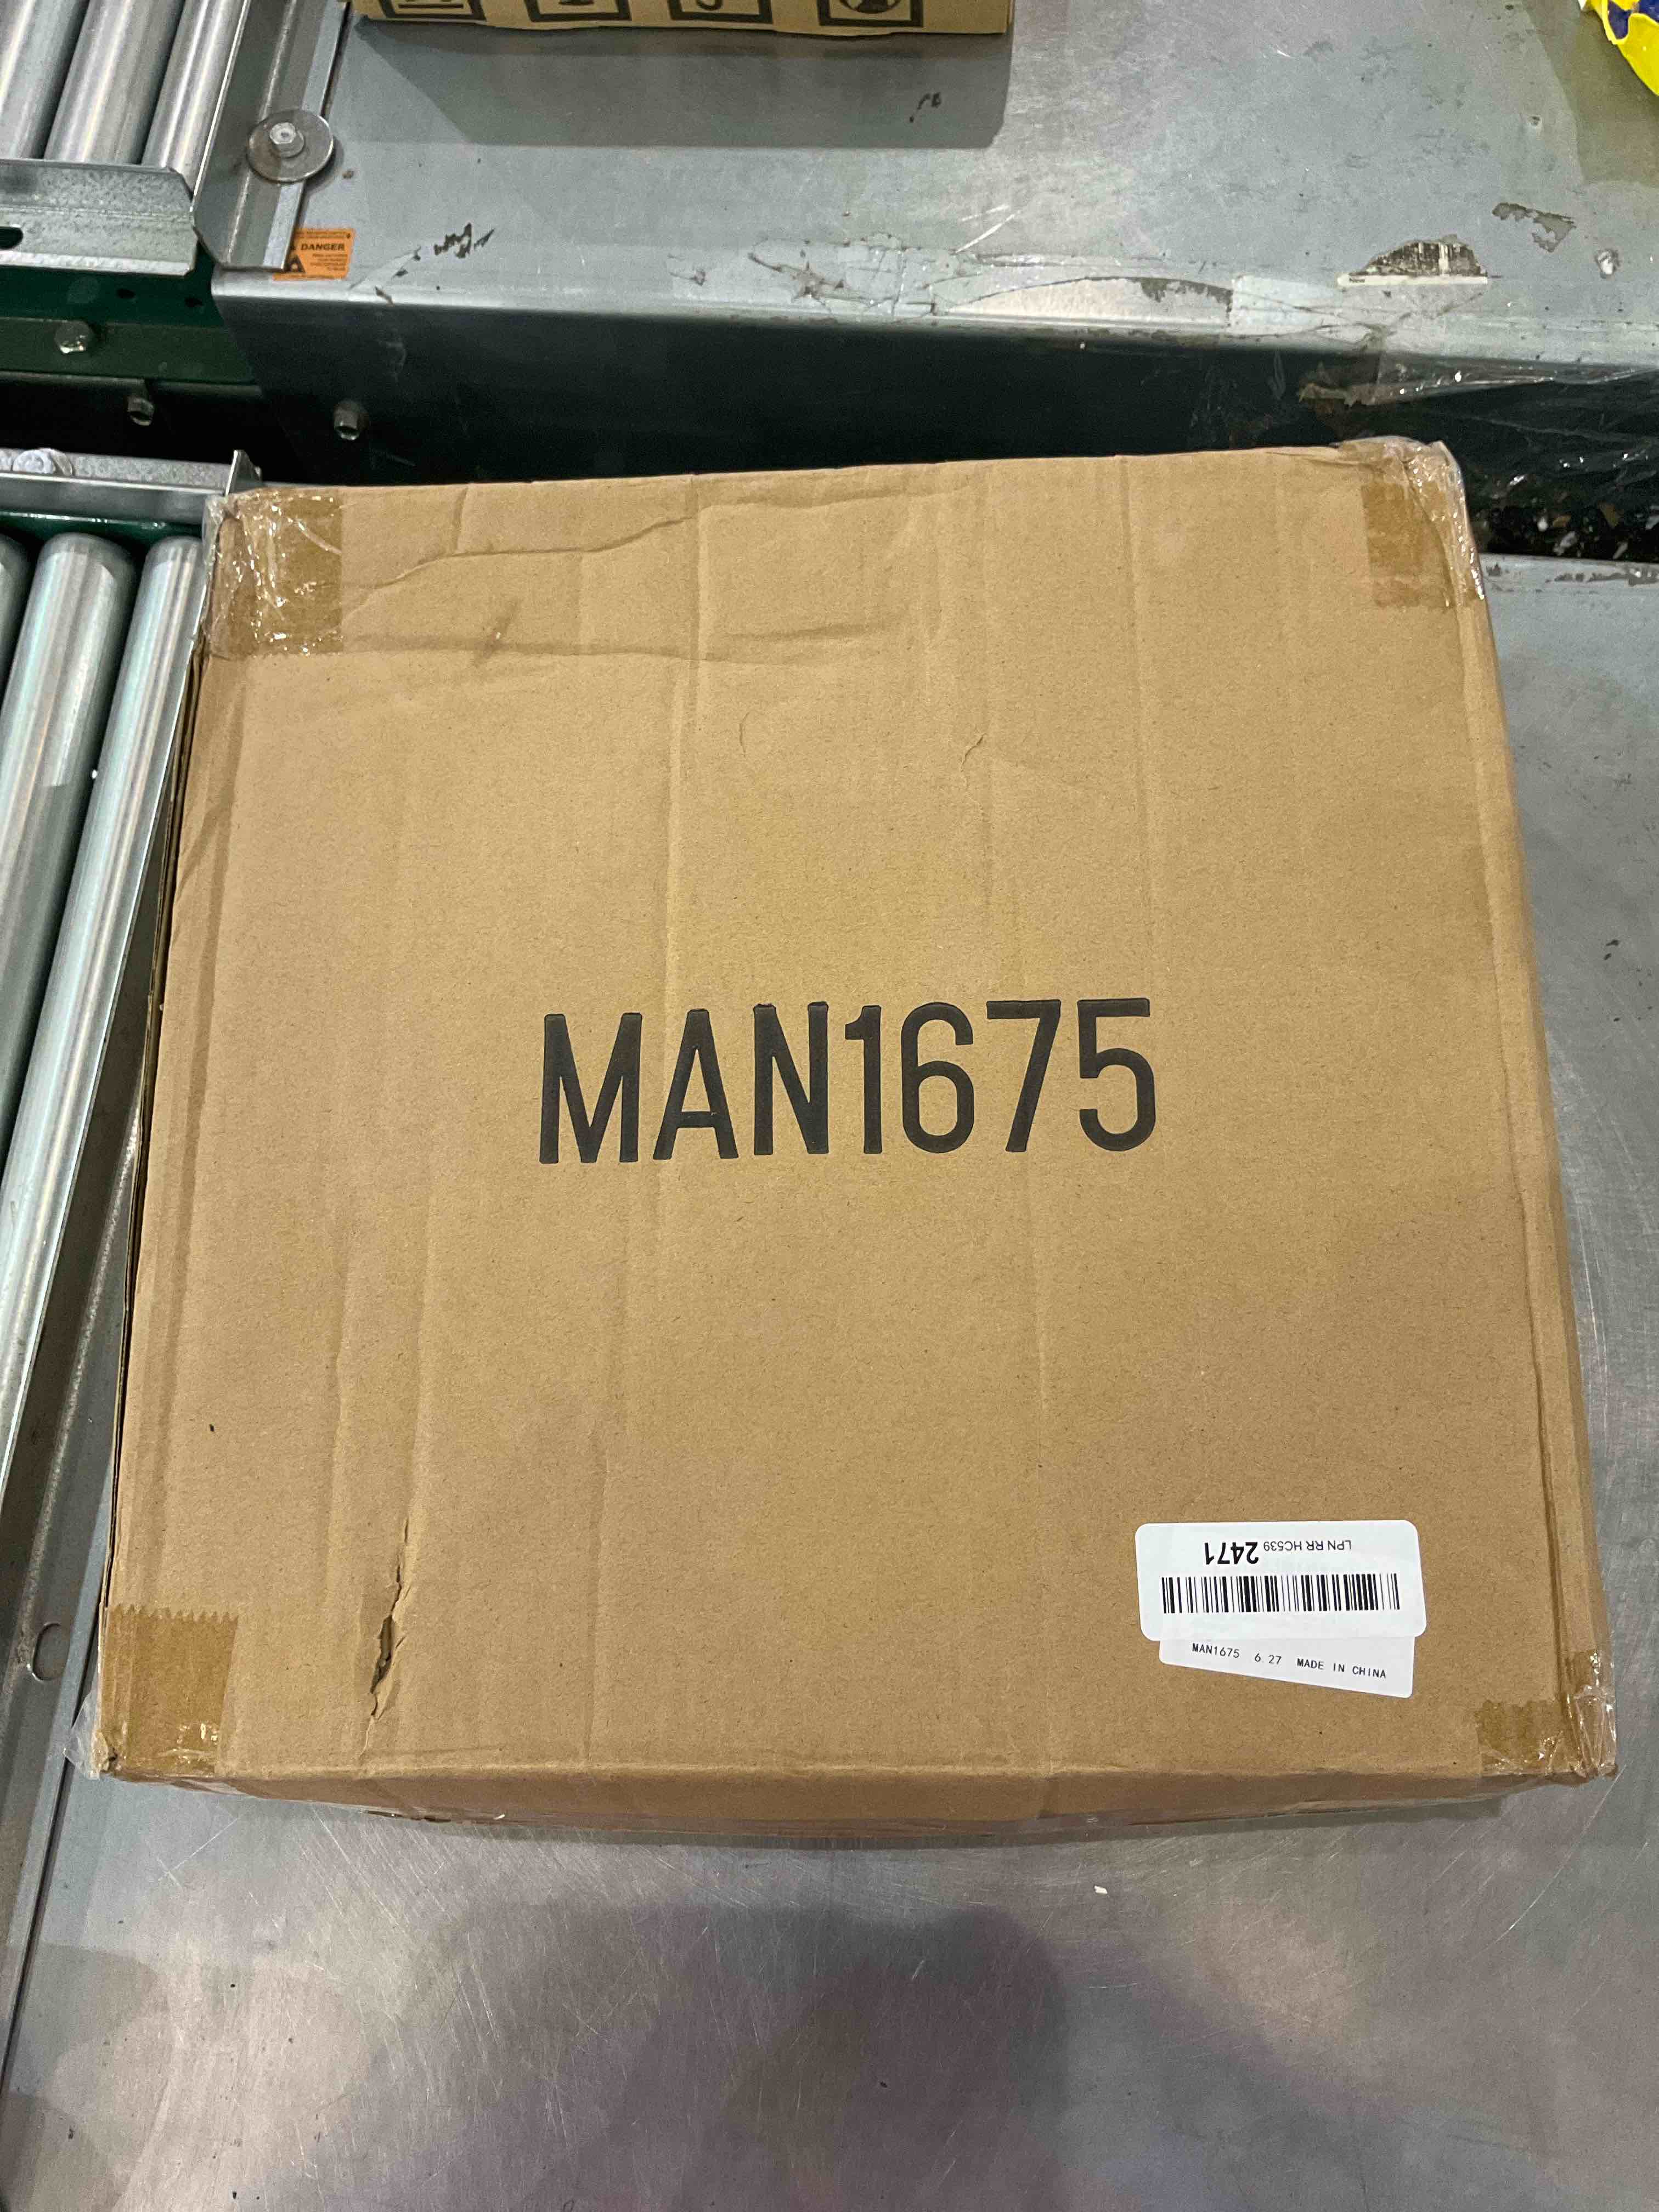 DANGER
MAN1675
LPN RR HC539 2471
MAN1675 6.27 MADE IN CHINA